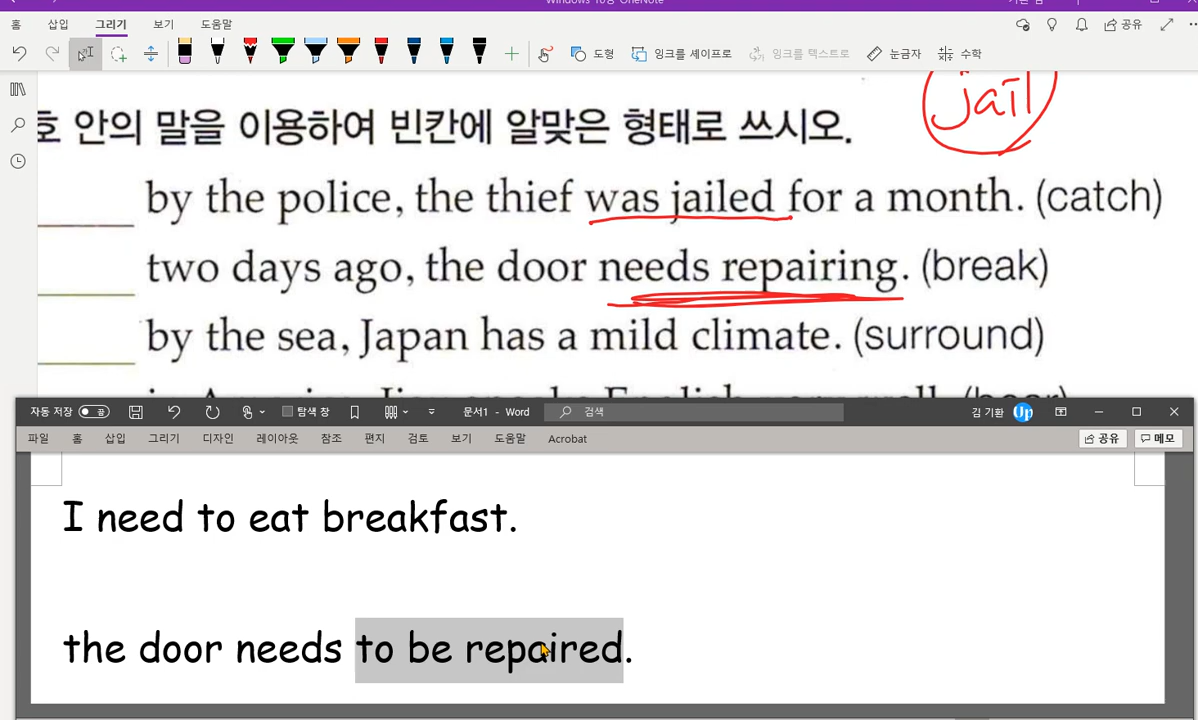 Windows 10용 OneNote
홈 삽입 그리기 보기 도움말
공유
도형 잉크를 셰이프로 잉크를 텍스트로 눈금자 수학
jail
안의 말을 이용하여 빈칸에 알맞은 형태로 쓰시오.
by the police, the thief was jailed for a month. (catch)
two days ago, the door needs repairing. (break)
by the sea, Japan has a mild climate. (surround)
자동 저장 끔 탐색 창 문서1 - Word 검색 김 기환 Up
파일 홈 삽입 그리기 디자인 레이아웃 참조 편지 검토 보기 도움말 Acrobat 공유 메모
I need to eat breakfast.
the door needs to be repaired.